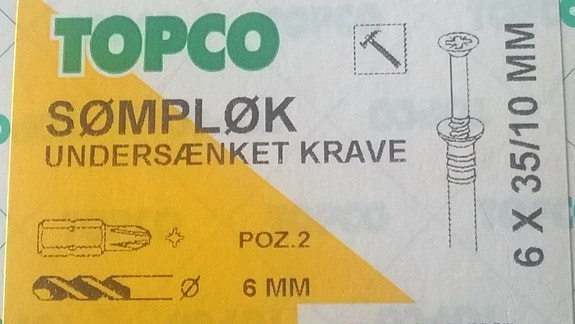 TOPCO
SØMPLØK
UNDERSÆNKET KRAVE
POZ.2
Ø 6 MM
6 X 35/10 MM